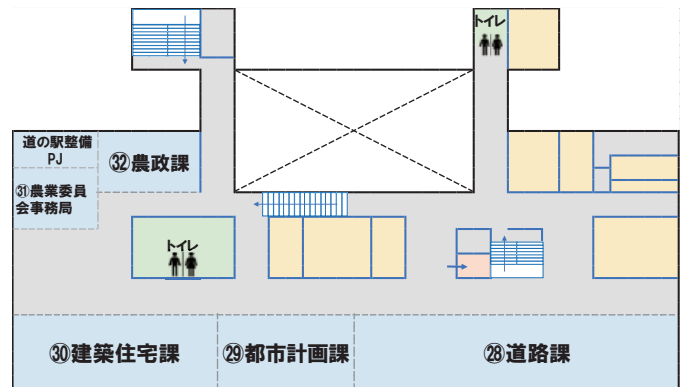 トイレ
道の駅整備
PJ
㉜農政課
㉛農業委員
会事務局
トイレ
㉚建築住宅課
㉙都市計画課
㉘道路課